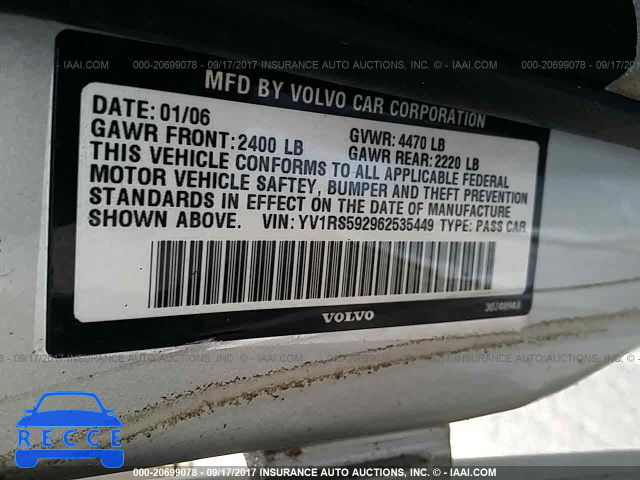 000-20699078 - 09/17/2017 - INSURANCE AUTO AUCTIONS, INC. - WWW.IAAI.COM
MFD BY VOLVO CAR CORPORATION
DATE: 01/06
GVWR: 4470 LB
GAWR FRONT: 2400 LB
GAWR REAR: 2220 LB
THIS VEHICLE CONFORMS TO ALL APPLICABLE FEDERAL
MOTOR VEHICLE SAFTEY, BUMPER AND THEFT PREVENTION
STANDARDS IN EFFECT ON THE DATE OF MANUFACTURE
SHOWN ABOVE. VIN: YV1RS592962535449 TYPE: PASS CAR
VOLVO
30748943
RECCE
000-20699078 - 09/17/2017 - INSURANCE AUTO AUCTIONS, INC. - WWW.IAAI.COM